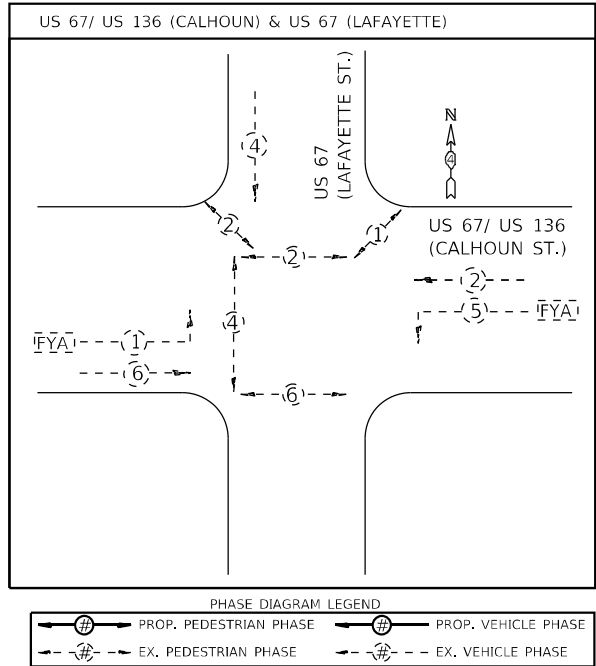 US 67/ US 136 (CALHOUN) & US 67 (LAFAYETTE)
US 67
(LAFAYETTE ST.)
N
4
4
2
1
2
US 67/ US 136
(CALHOUN ST.)
2
5
FYA
4
FYA
1
6
6
PHASE DIAGRAM LEGEND
# PROP. PEDESTRIAN PHASE # PROP. VEHICLE PHASE
# EX. PEDESTRIAN PHASE # EX. VEHICLE PHASE